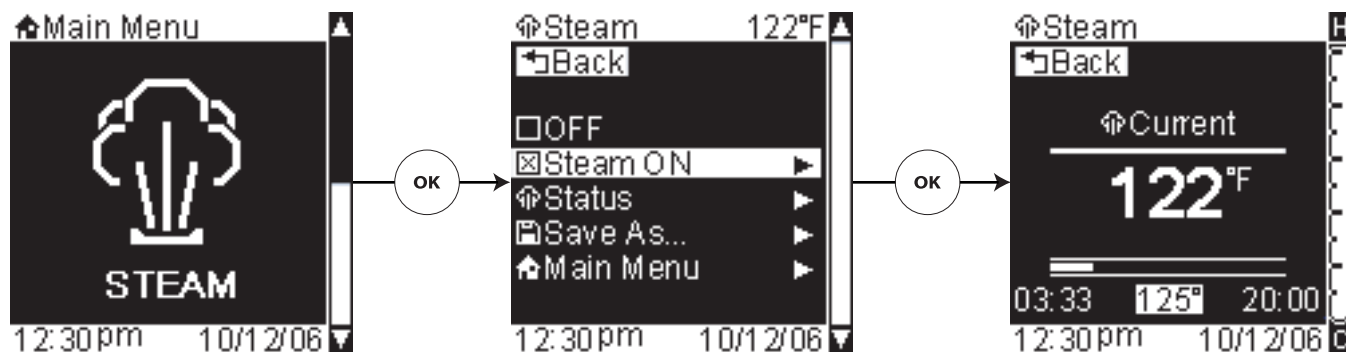 Main Menu
STEAM
12:30pm 10/12/06
OK
Steam 122°F
Back
OFF
Steam ON
Status
Save As...
Main Menu
12:30pm 10/12/06
OK
Steam H
Back
Current
122°F
03:33 125° 20:00
12:30pm 10/12/06 C